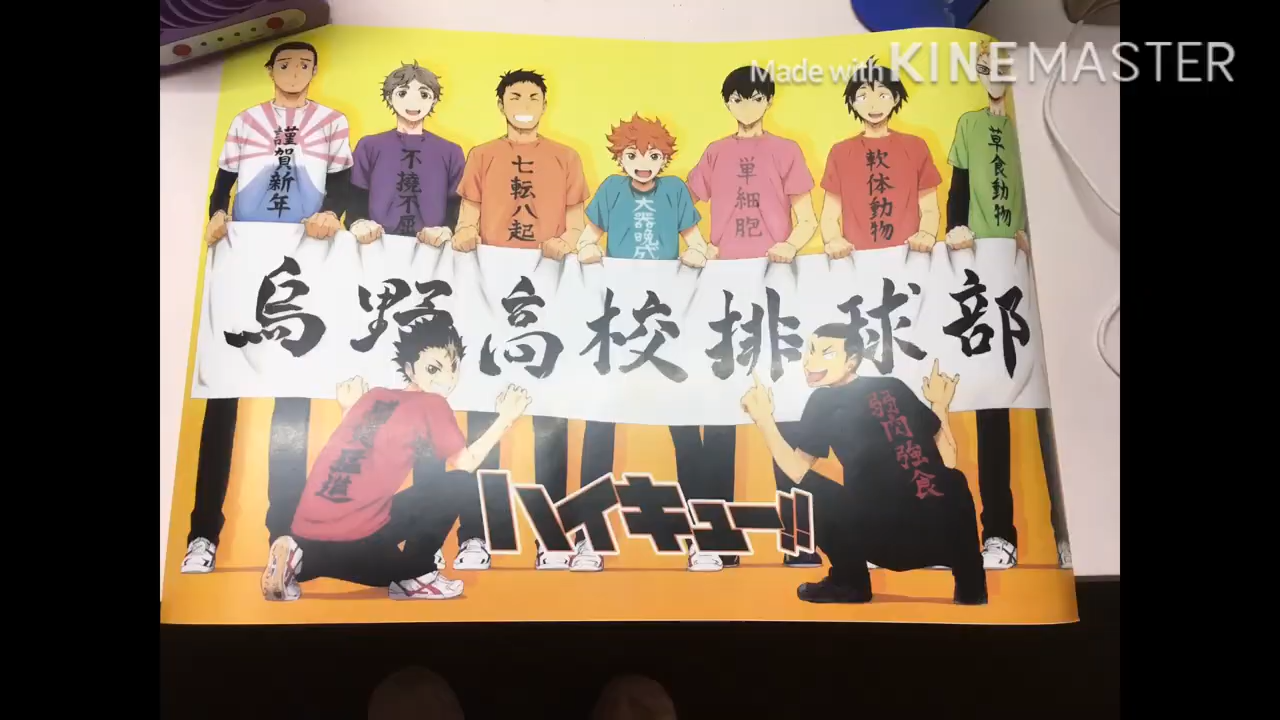 Made with KINEMASTER
謹賀新年
不撓不屈
七転八起
大器晩成
単細胞
軟体動物
草食動物
烏野高校排球部
弱肉強食
ハイキュー!!